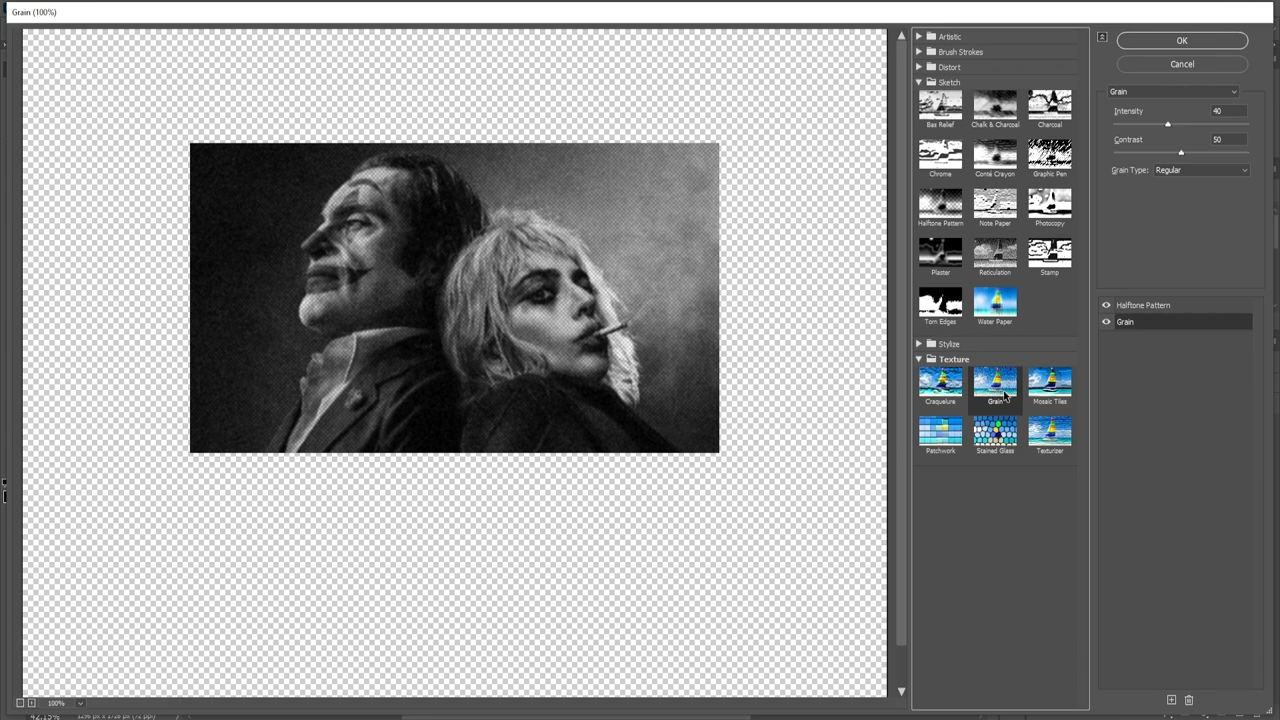 Grain (100%)
Artistic
Brush Strokes
Distort
Sketch
Bas Relief
Chalk & Charcoal
Charcoal
Chrome
Conté Crayon
Graphic Pen
Halftone Pattern
Note Paper
Photocopy
Plaster
Reticulation
Stamp
Torn Edges
Water Paper
Stylize
Texture
Craquelure
Grain
Mosaic Tiles
Patchwork
Stained Glass
Texturizer
OK
Cancel
Grain
Intensity 40
Contrast 50
Grain Type: Regular
Halftone Pattern
Grain
100%